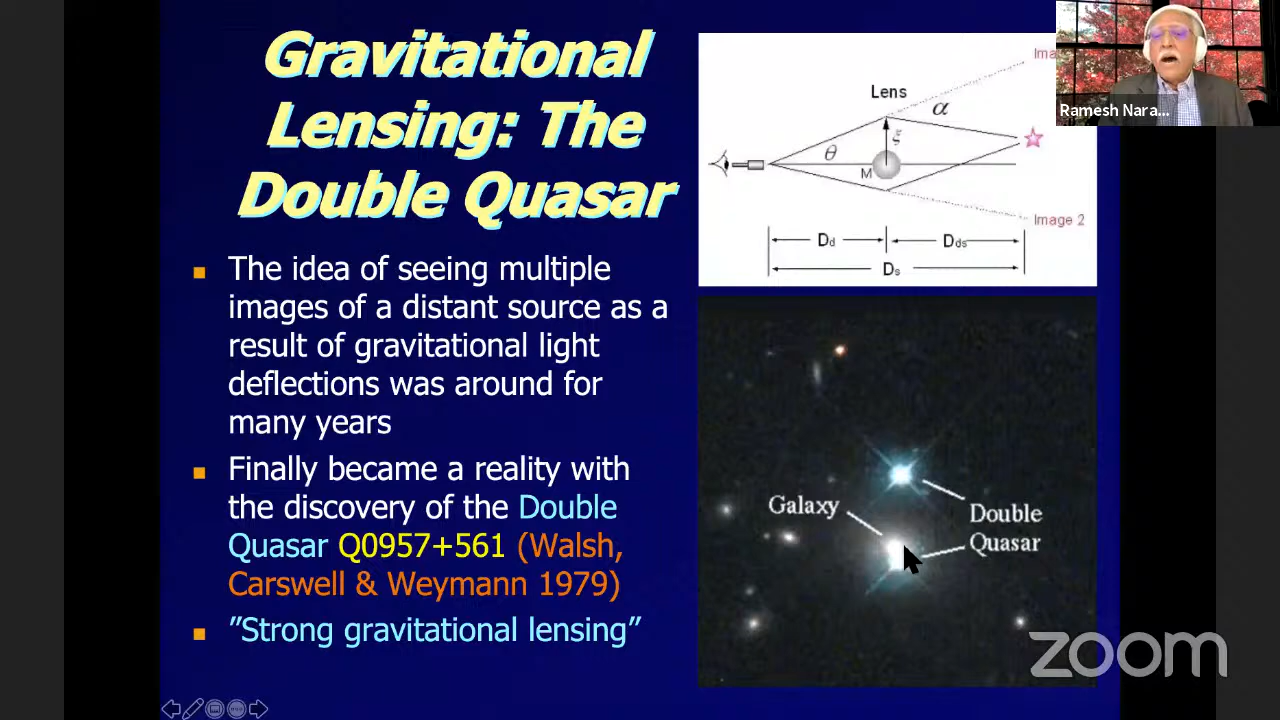 Gravitational
Lensing: The
Double Quasar
■ The idea of seeing multiple
images of a distant source as a
result of gravitational light
deflections was around for
many years
■ Finally became a reality with
the discovery of the Double
Quasar Q0957+561 (Walsh,
Carswell & Weymann 1979)
■ ”Strong gravitational lensing”
Ima
Lens
α
ξ
θ
M
Image 2
Dd
Dds
Ds
Galaxy
Double
Quasar
Ramesh Nara...
zoom